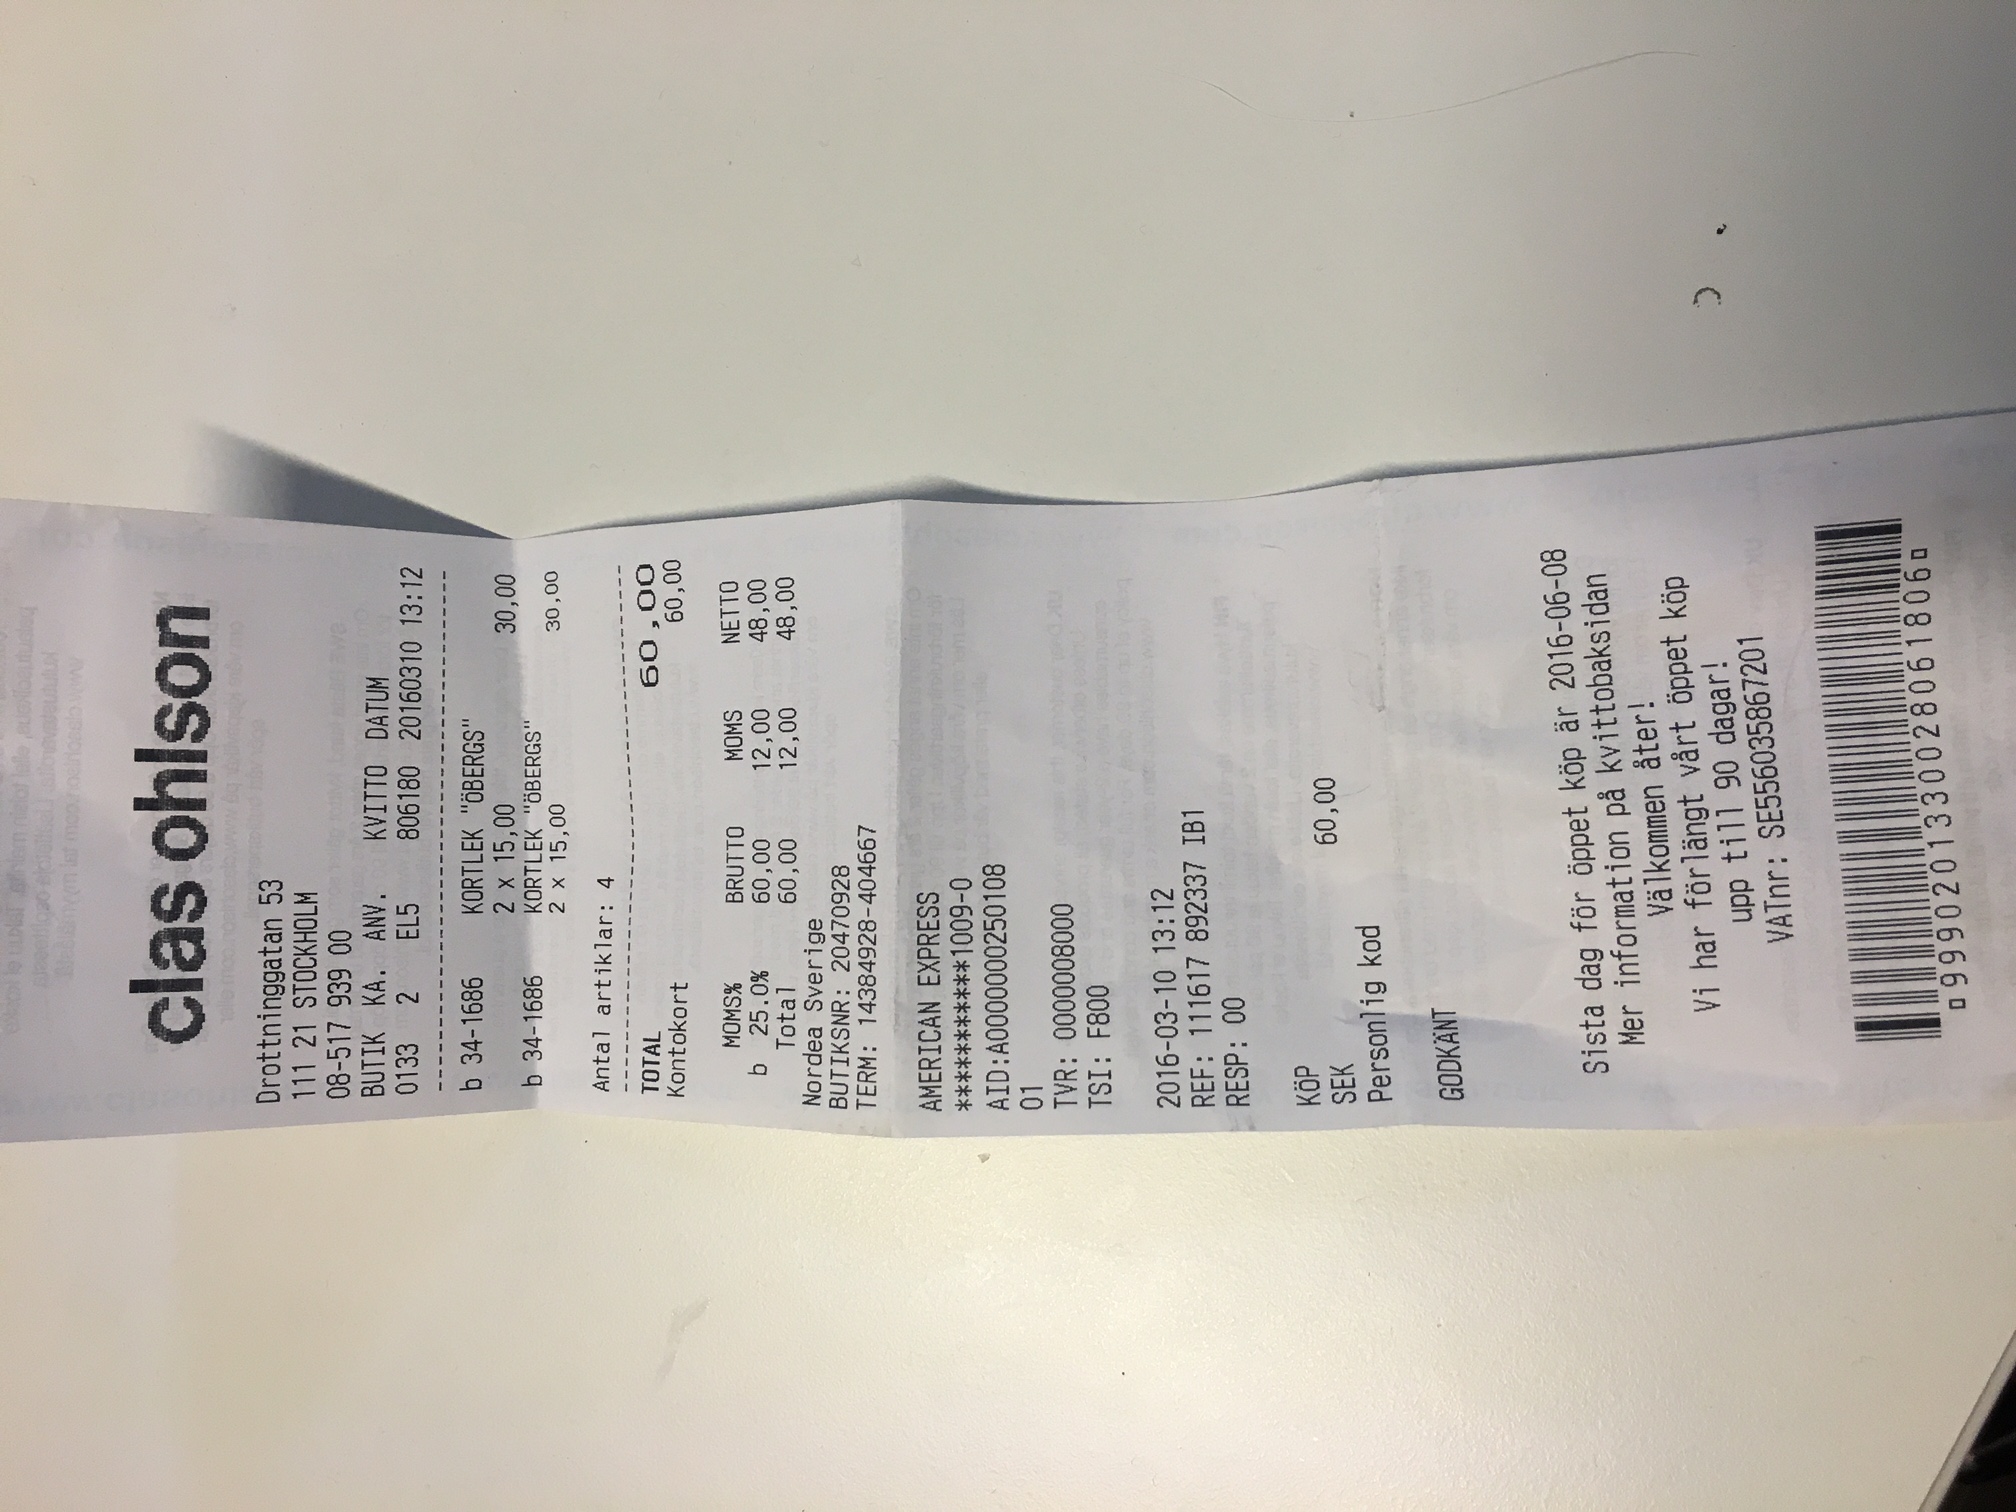 clas ohlson
Drottninggatan 53
111 21 STOCKHOLM
08-517 939 00
BUTIK KA. ANV. KVITTO DATUM
0133 2 EL5 806180 20160310 13:12
b 34-1686 KORTLEK "ÖBERGS"
2 x 15,00 30,00
b 34-1686 KORTLEK "ÖBERGS"
2 x 15,00 30,00
Antal artiklar: 4
TOTAL 60,00
Kontokort 60,00
MOMS% BRUTTO MOMS NETTO
b 25.0% 60,00 12,00 48,00
Total 60,00 12,00 48,00
Nordea Sverige
BUTIKSNR: 20470928
TERM: 14384928-404667
AMERICAN EXPRESS
***********1009-0
AID:A0000000250108
01
TVR: 0000008000
TSI: F800
2016-03-10 13:12
REF: 111617 892337 IB1
RESP: 00
KÖP
SEK 60,00
Personlig kod
GODKÄNT
Sista dag för öppet köp är 2016-06-08
Mer information på kvittobaksidan
Välkommen åter!
Vi har förlängt vårt öppet köp
upp till 90 dagar!
VATnr: SE556035867201
9990201330028061806